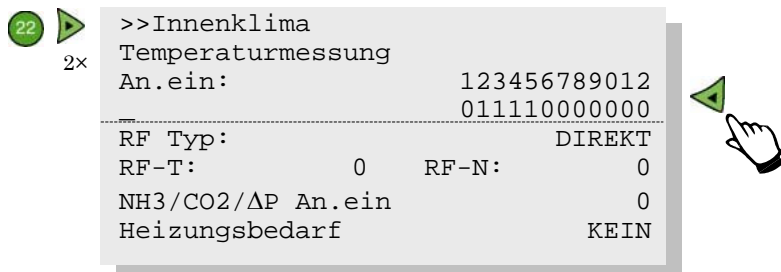 22
2×
>>Innenklima
Temperaturmessung
An.ein: 123456789012
_ 011110000000
RF Typ: DIREKT
RF-T: 0 RF-N: 0
NH3/CO2/ΔP An.ein 0
Heizungsbedarf KEIN